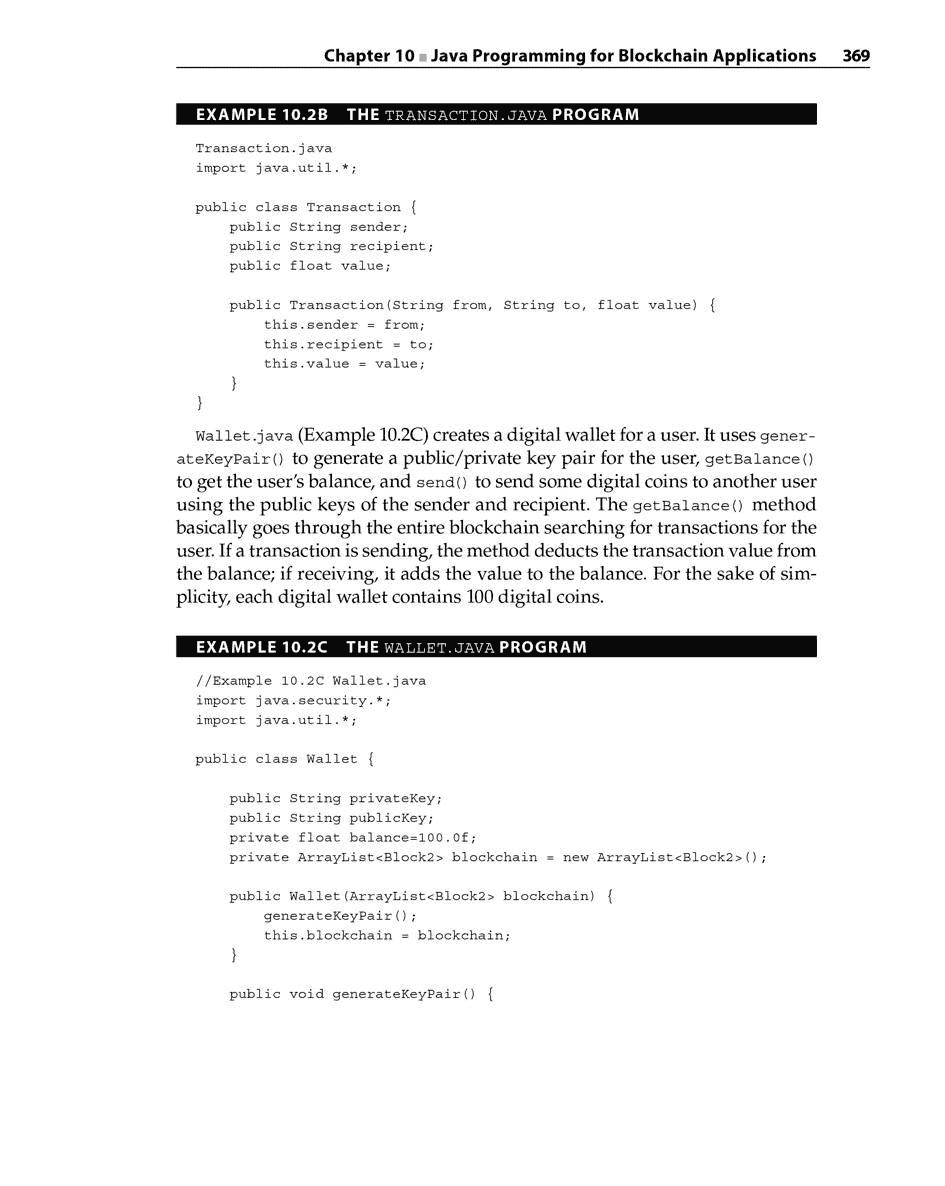 Chapter 10 ■ Java Programming for Blockchain Applications 369
EXAMPLE 10.2B THE TRANSACTION.JAVA PROGRAM
Transaction.java
import java.util.*;
public class Transaction {
public String sender;
public String recipient;
public float value;
public Transaction(String from, String to, float value) {
this.sender = from;
this.recipient = to;
this.value = value;
}
}
Wallet.java (Example 10.2C) creates a digital wallet for a user. It uses gener-
ateKeyPair() to generate a public/private key pair for the user, getBalance()
to get the user's balance, and send() to send some digital coins to another user
using the public keys of the sender and recipient. The getBalance() method
basically goes through the entire blockchain searching for transactions for the
user. If a transaction is sending, the method deducts the transaction value from
the balance; if receiving, it adds the value to the balance. For the sake of sim-
plicity, each digital wallet contains 100 digital coins.
EXAMPLE 10.2C THE WALLET.JAVA PROGRAM
//Example 10.2C Wallet.java
import java.security.*;
import java.util.*;
public class Wallet {
public String privateKey;
public String publicKey;
private float balance=100.0f;
private ArrayList<Block2> blockchain = new ArrayList<Block2>();
public Wallet(ArrayList<Block2> blockchain) {
generateKeyPair();
this.blockchain = blockchain;
}
public void generateKeyPair() {